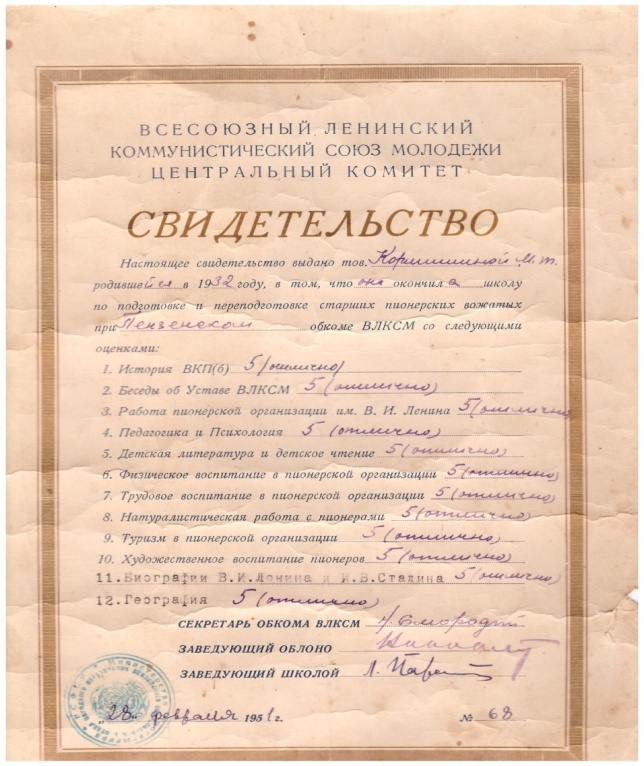 ВСЕСОЮЗНЫЙ ЛЕНИНСКИЙ
КОММУНИСТИЧЕСКИЙ СОЮЗ МОЛОДЕЖИ
ЦЕНТРАЛЬНЫЙ КОМИТЕТ
СВИДЕТЕЛЬСТВО
Настоящее свидетельство выдано тов. М. т.
родившейся в 1932 году, в том, что она окончила школу
по подготовке и переподготовке старших пионерских вожатых
при Пензенском обкоме ВЛКСМ со следующими
оценками:
1. История ВКП(б) 5 (отлично)
2. Беседы об Уставе ВЛКСМ 5 (отлично)
3. Работа пионерской организации им. В. И. Ленина 5 (отлично
4. Педагогика и Психология 5 (отлично)
5. Детская литература и детское чтение 5 (отлично)
6. Физическое воспитание в пионерской организации 5 (отлично)
7. Трудовое воспитание в пионерской организации 5 (отлично)
8. Натуралистическая работа с пионерами 5 (отлично)
9. Туризм в пионерской организации 5 (отлично)
10. Художественное воспитание пионеров 5 (отлично)
11. Биографии В.И.Ленина и И.В.Сталина 5 (отлично)
12. География 5 (отлично)
СЕКРЕТАРЬ ОБКОМА ВЛКСМ
ЗАВЕДУЮЩИЙ ОБЛОНО
ЗАВЕДУЮЩИЙ ШКОЛОЙ
"28" февраля 1951 г. № 68